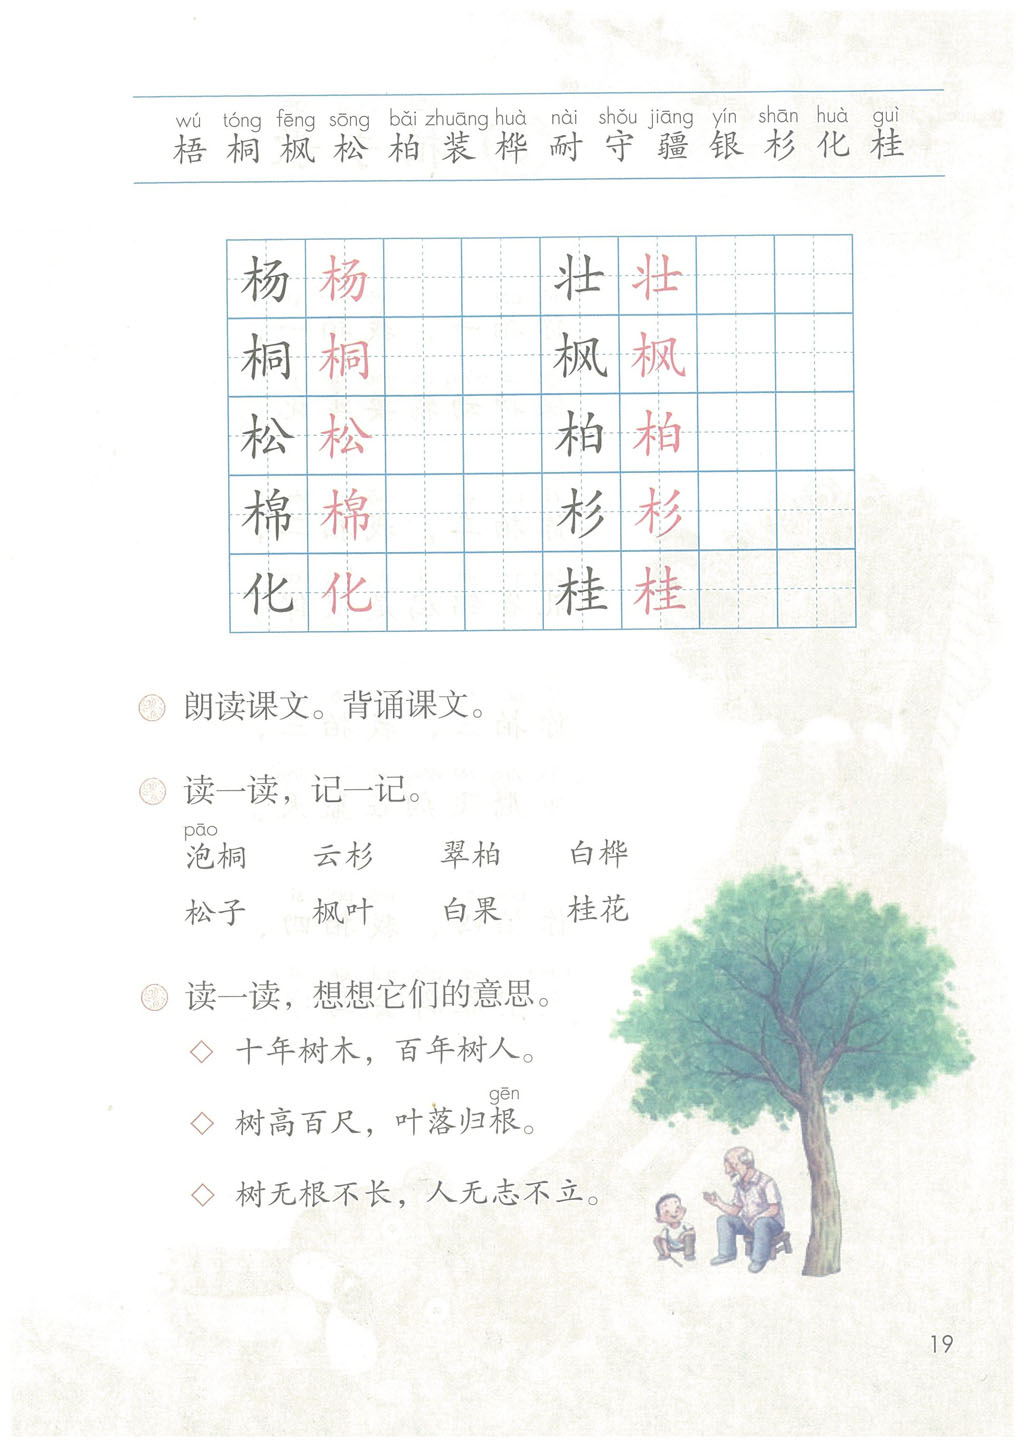 wú tóng fēng sōng bǎi zhuāng huà nài shǒu jiāng yín shān huà guì
梧 桐 枫 松 柏 装 桦 耐 守 疆 银 杉 化 桂
杨 杨 壮 壮
桐 桐 枫 枫
松 松 柏 柏
棉 棉 杉 杉
化 化 桂 桂
朗读课文。背诵课文。
读一读，记一记。
pāo
泡桐 云杉 翠柏 白桦
松子 枫叶 白果 桂花
读一读，想想它们的意思。
十年树木，百年树人。
gēn
树高百尺，叶落归根。
树无根不长，人无志不立。
19